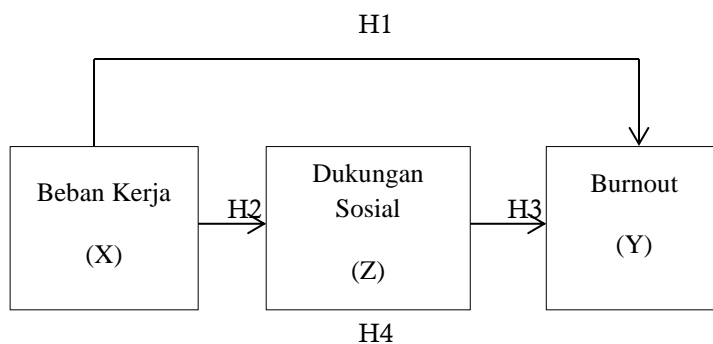 H1
Beban Kerja
(X)
H2
Dukungan
Sosial
(Z)
H3
Burnout
(Y)
H4